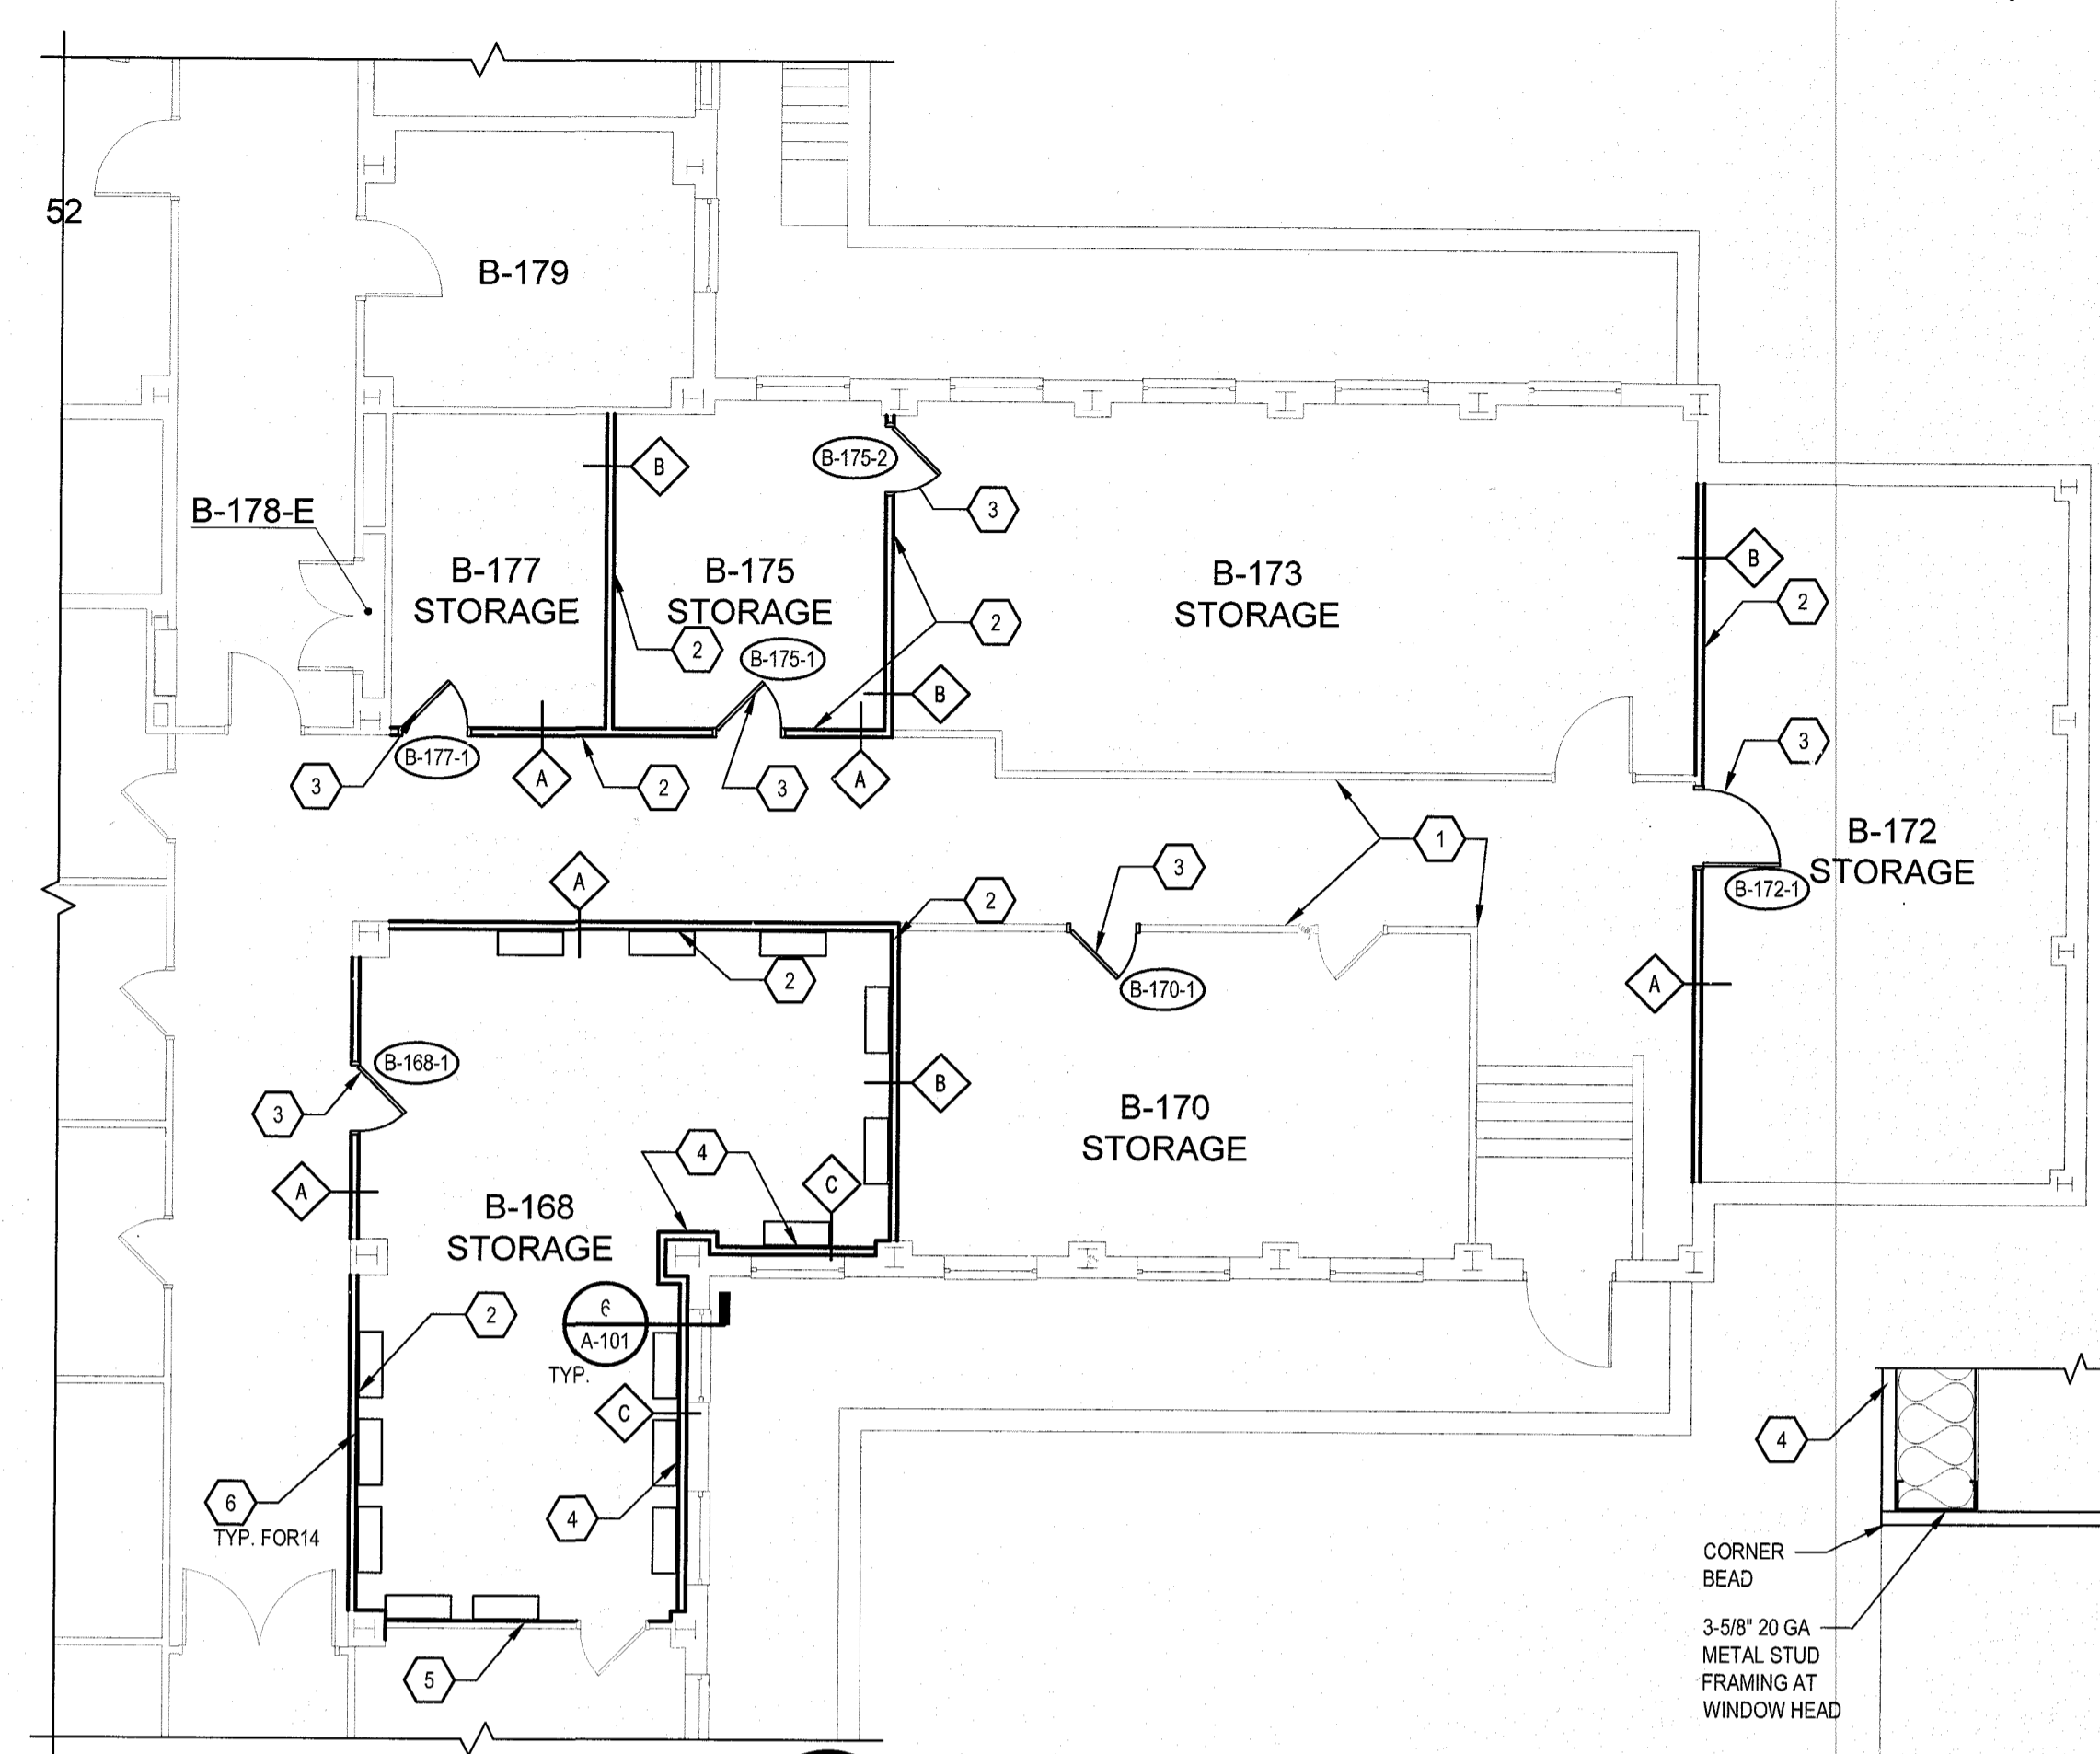 52
B-179
B-178-E
B
B-175-2
3
B-177
STORAGE
B-175
STORAGE
B-173
STORAGE
B
2
2
2
B-175-1
B
3
B-177-1
3
A
2
3
A
1
B-172
STORAGE
B-172-1
A
3
2
2
B-170-1
A
B-168-1
3
B
B-170
STORAGE
4
C
A
B-168
STORAGE
2
6
A-101
TYP.
C
4
6
TYP. FOR14
4
5
CORNER
BEAD
3-5/8" 20 GA
METAL STUD
FRAMING AT
WINDOW HEAD